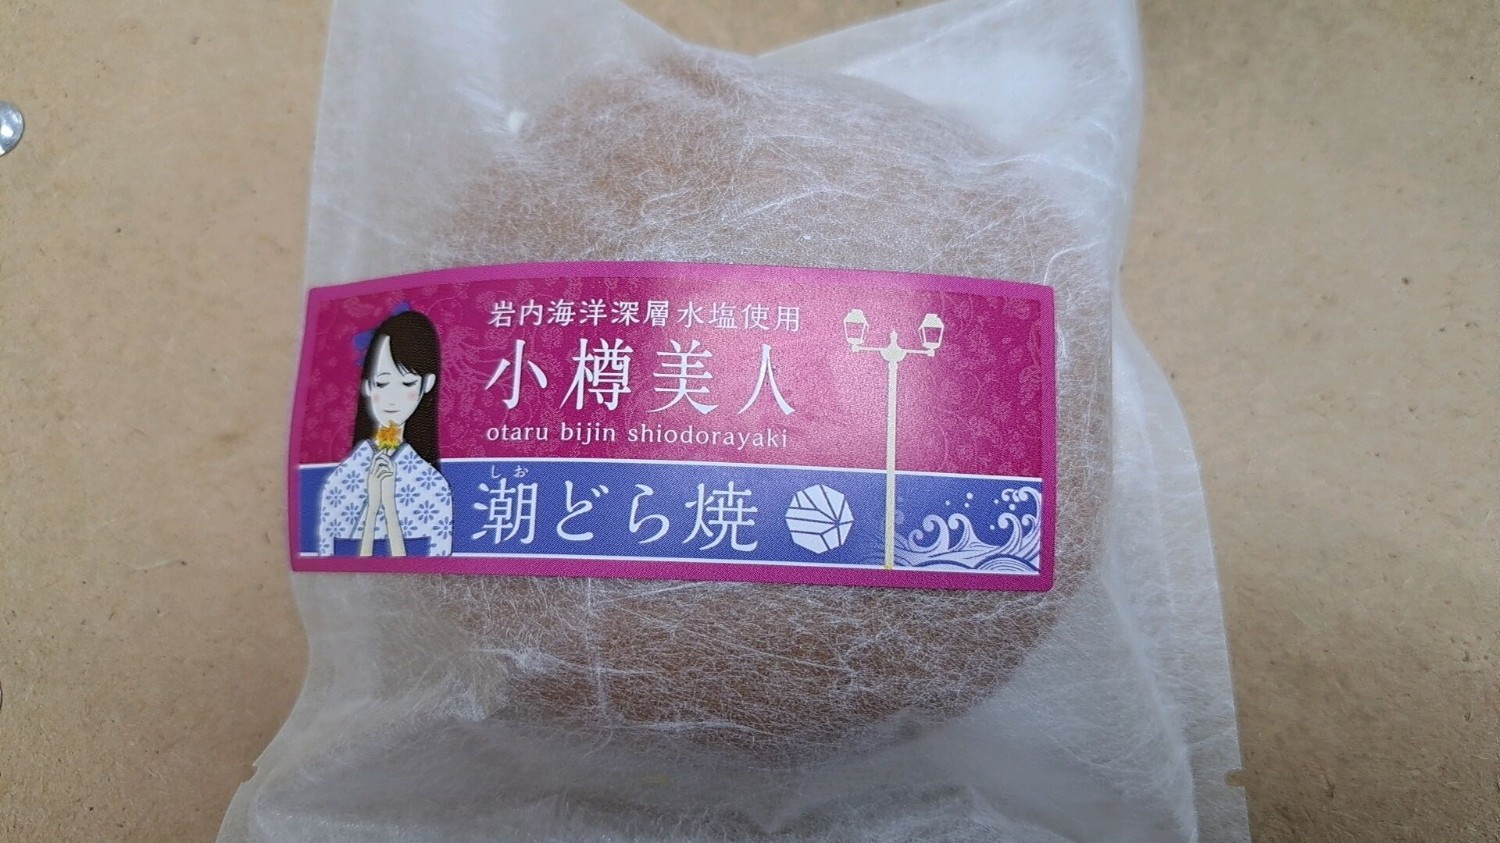 岩内海洋深層水塩使用
小樽美人
otaru bijin shiodorayaki
しお
潮どら焼